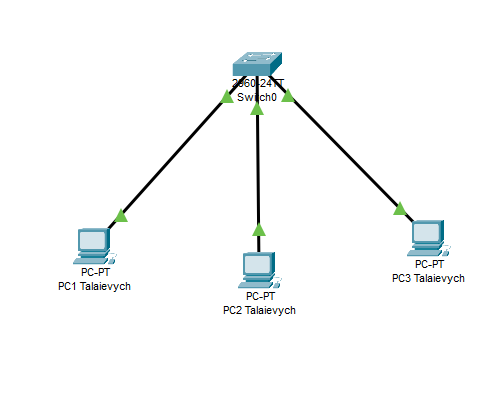 2960-24TT
Switch0
PC-PT
PC1 Talaievych
PC-PT
PC2 Talaievych
PC-PT
PC3 Talaievych